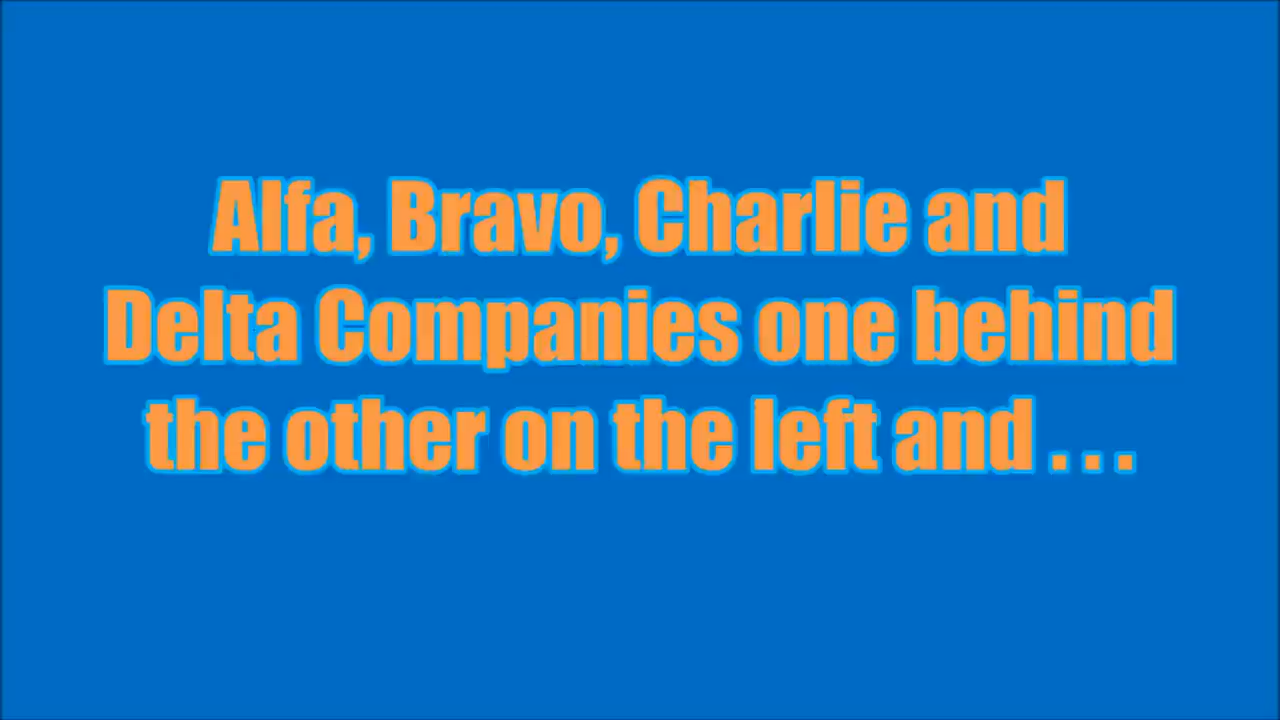 Alfa, Bravo, Charlie and
Delta Companies one behind
the other on the left and . . .